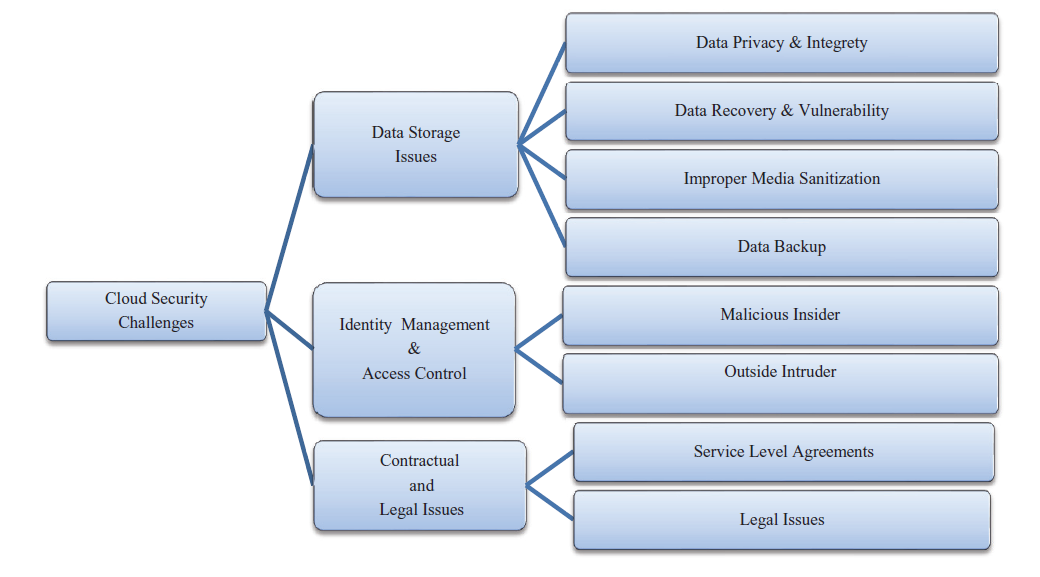 Cloud Security
Challenges
Data Storage
Issues
Data Privacy & Integrety
Data Recovery & Vulnerability
Improper Media Sanitization
Data Backup
Identity Management
&
Access Control
Malicious Insider
Outside Intruder
Contractual
and
Legal Issues
Service Level Agreements
Legal Issues